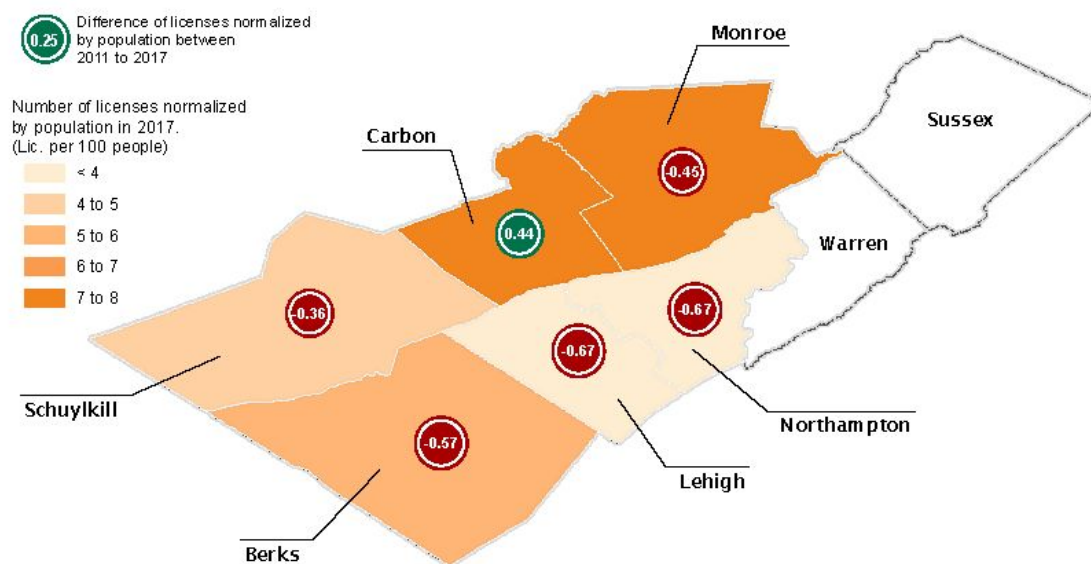 0.25
Difference of licenses normalized
by population between
2011 to 2017
Number of licenses normalized
by population in 2017.
(Lic. per 100 people)
< 4
4 to 5
5 to 6
6 to 7
7 to 8
Monroe
Sussex
Carbon
-0.45
0.44
Warren
-0.36
-0.67
-0.67
Schuylkill
Northampton
-0.57
Lehigh
Berks